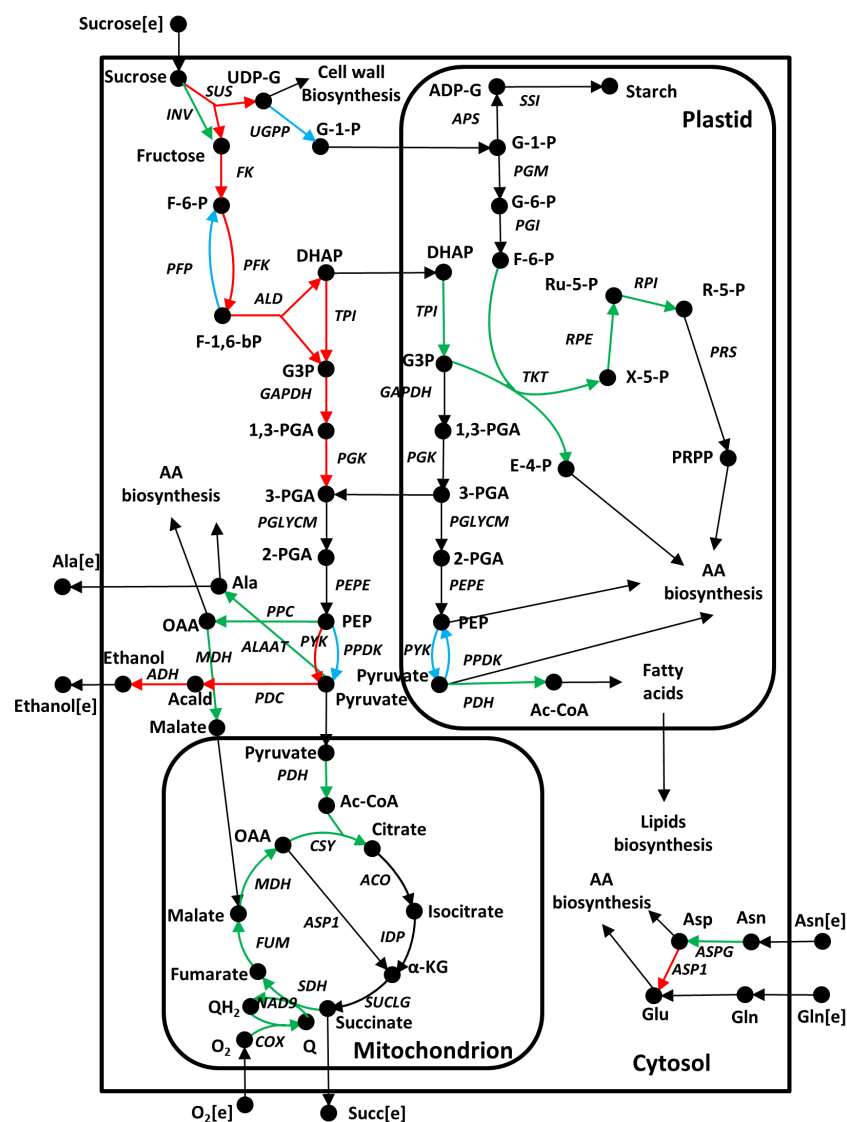 Sucrose[e]
Sucrose
SUS
UDP-G
Cell wall
Biosynthesis
INV
UGPP
G-1-P
Fructose
FK
F-6-P
PFP
PFK
DHAP
ALD
TPI
F-1,6-bP
G3P
GAPDH
1,3-PGA
PGK
3-PGA
PGLYCM
2-PGA
PEPE
PEP
PYK
PPDK
Pyruvate
AA
biosynthesis
Ala[e]
Ala
PPC
OAA
ALAAT
MDH
Ethanol
ADH
Acald
PDC
Ethanol[e]
Malate
ADP-G
SSI
Starch
APS
Plastid
G-1-P
PGM
G-6-P
PGI
F-6-P
DHAP
TPI
Ru-5-P
RPI
R-5-P
RPE
PRS
G3P
TKT
X-5-P
GAPDH
1,3-PGA
PGK
E-4-P
PRPP
3-PGA
PGLYCM
2-PGA
PEPE
AA
biosynthesis
PEP
PYK
PPDK
Pyruvate
PDH
Ac-CoA
Fatty
acids
Lipids
biosynthesis
Pyruvate
PDH
Ac-CoA
OAA
CSY
Citrate
MDH
ACO
ASP1
Isocitrate
Malate
IDP
FUM
α-KG
Fumarate
SDH
SUCLG
NAD9
QH2
Succinate
O2
COX
Q
Mitochondrion
O2[e]
Succ[e]
AA
biosynthesis
Asp
Asn
Asn[e]
ASPG
ASP1
Glu
Gln
Gln[e]
Cytosol